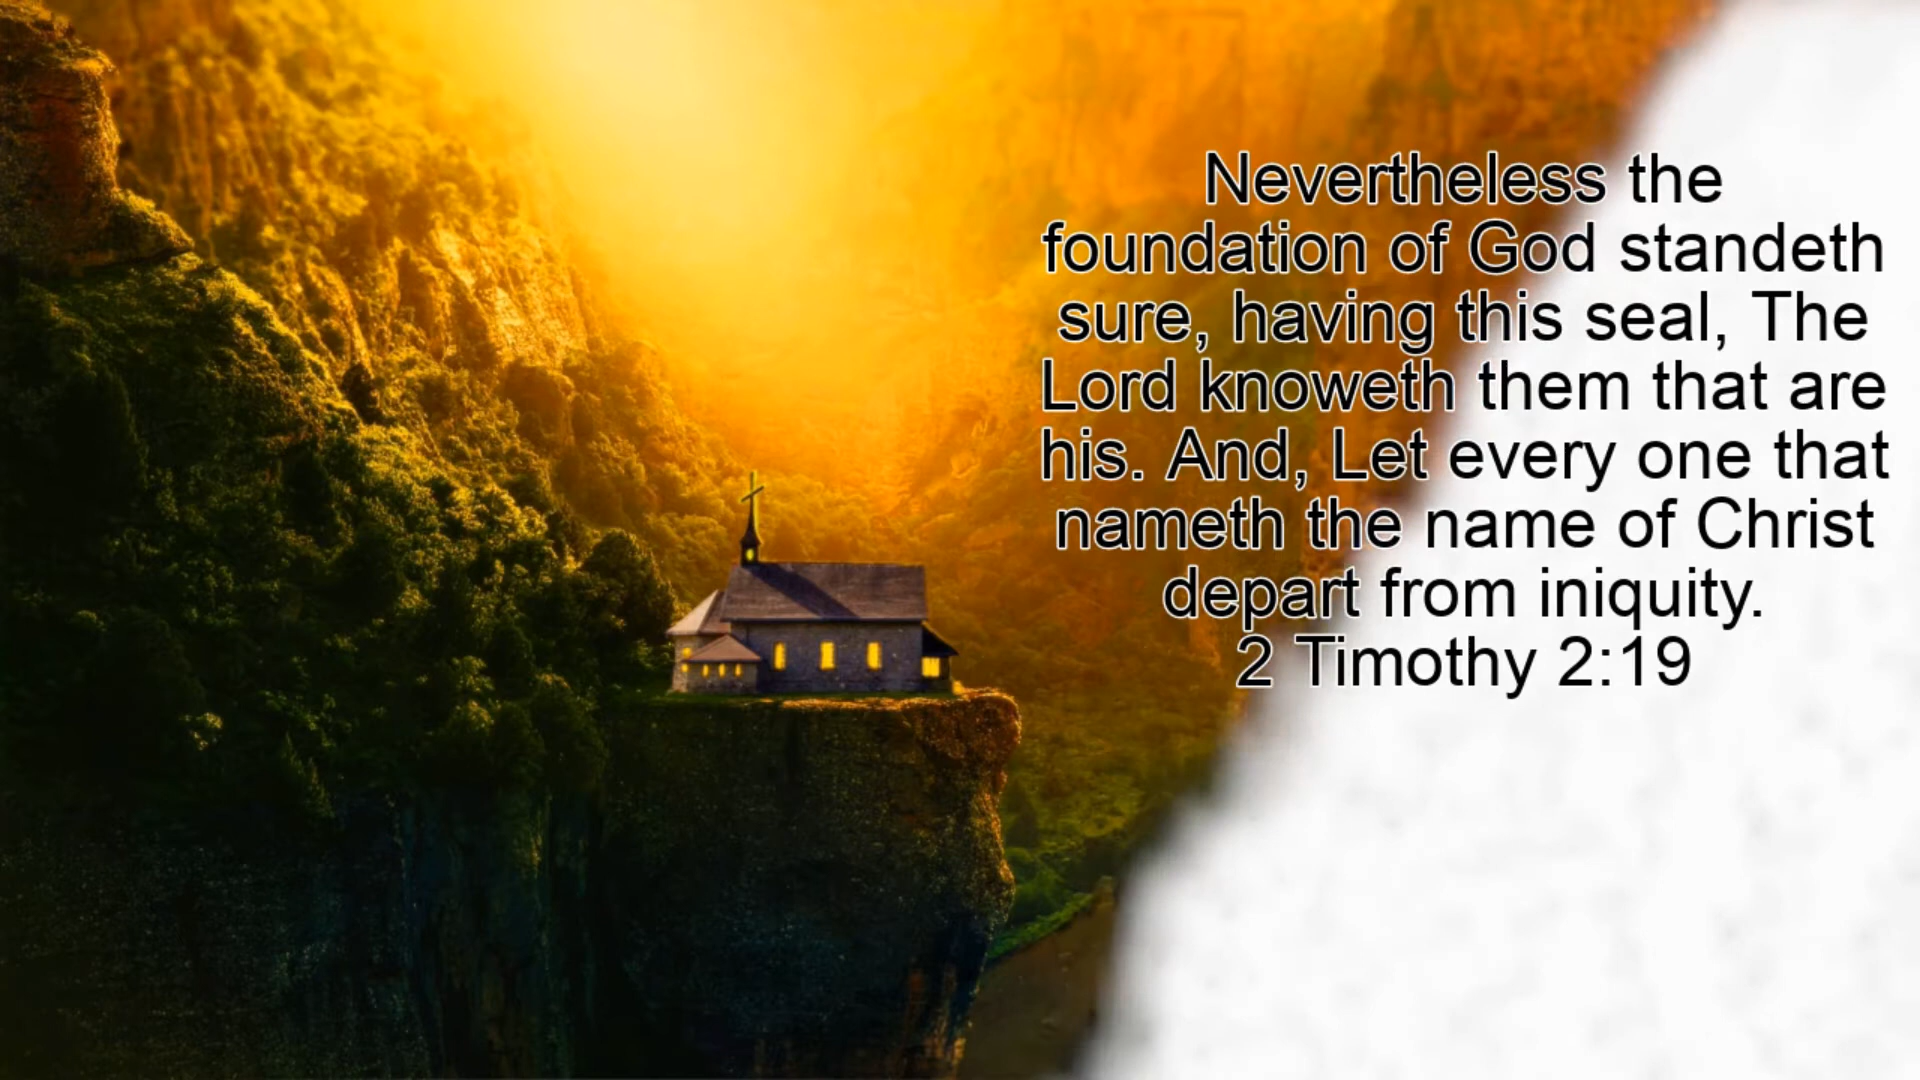 Nevertheless the
foundation of God standeth
sure, having this seal, The
Lord knoweth them that are
his. And, Let every one that
nameth the name of Christ
depart from iniquity.
2 Timothy 2:19